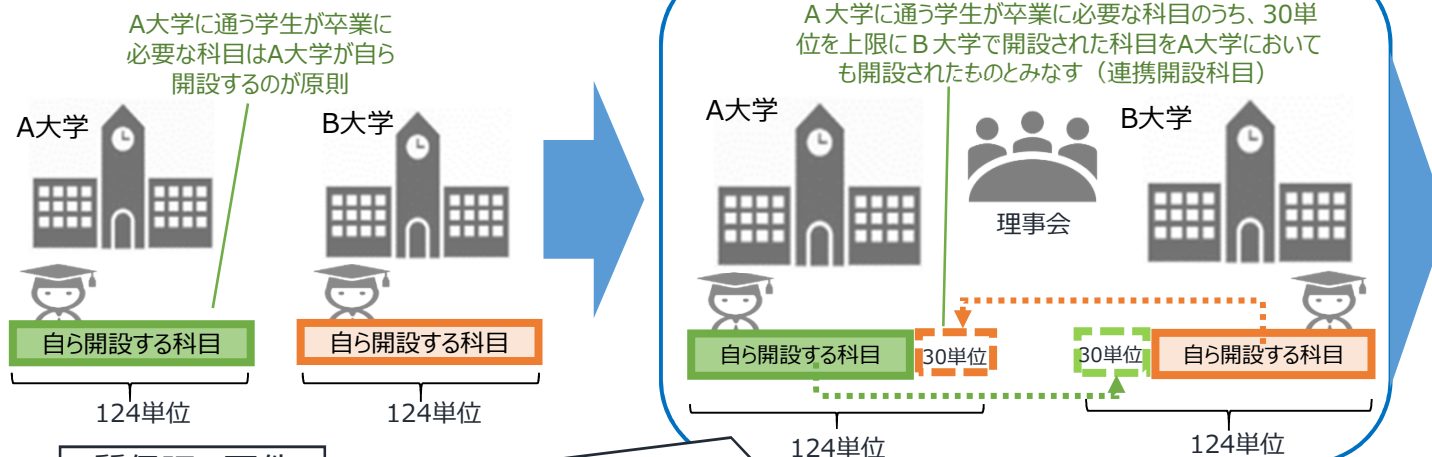 A大学に通う学生が卒業に
必要な科目はA大学が自ら
開設するのが原則
A大学
B大学
自ら開設する科目
自ら開設する科目
124単位
124単位
A大学に通う学生が卒業に必要な科目のうち、30単
位を上限にB大学で開設された科目をA大学において
も開設されたものとみなす（連携開設科目）
A大学
B大学
理事会
自ら開設する科目
30単位
30単位
自ら開設する科目
124単位
124単位